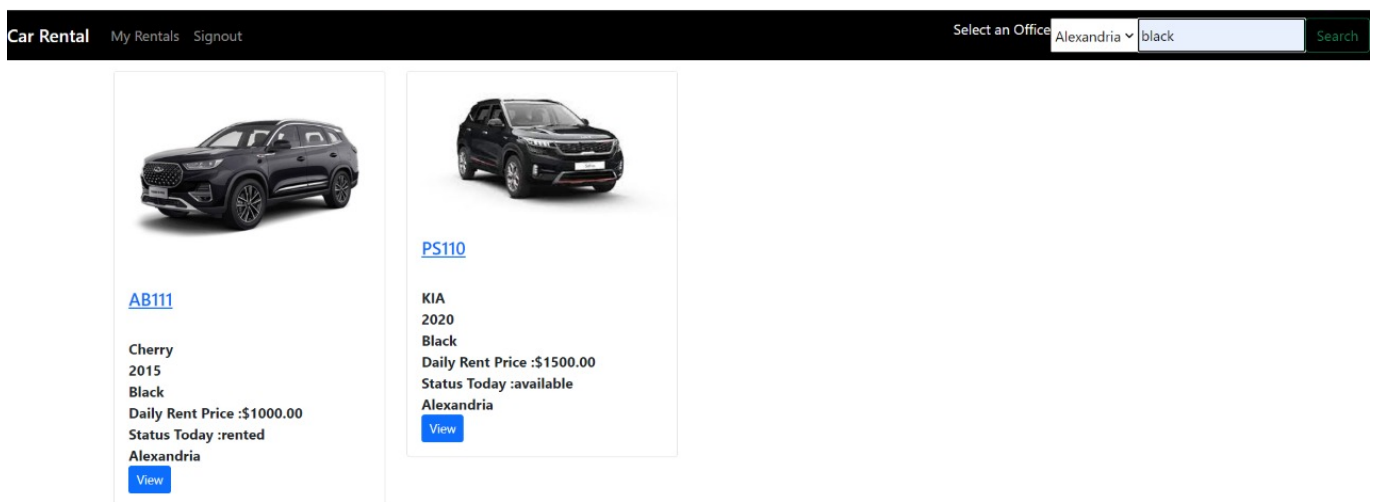 Car Rental My Rentals Signout Select an Office Alexandria black Search
AB111
Cherry
2015
Black
Daily Rent Price :$1000.00
Status Today :rented
Alexandria
View
PS110
KIA
2020
Black
Daily Rent Price :$1500.00
Status Today :available
Alexandria
View